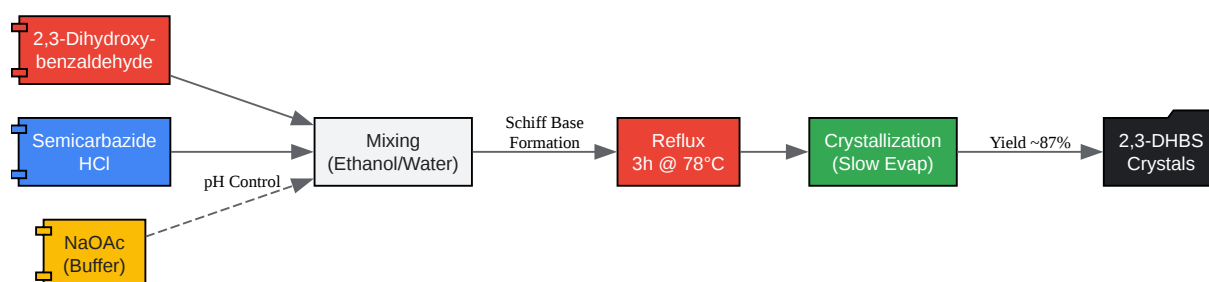 2,3-Dihydroxy-
benzaldehyde
Semicarbazide
HCl
NaOAc
(Buffer)
pH Control
Mixing
(Ethanol/Water)
Schiff Base
Formation
Reflux
3h @ 78°C
Crystallization
(Slow Evap)
Yield ~87%
2,3-DHBS
Crystals